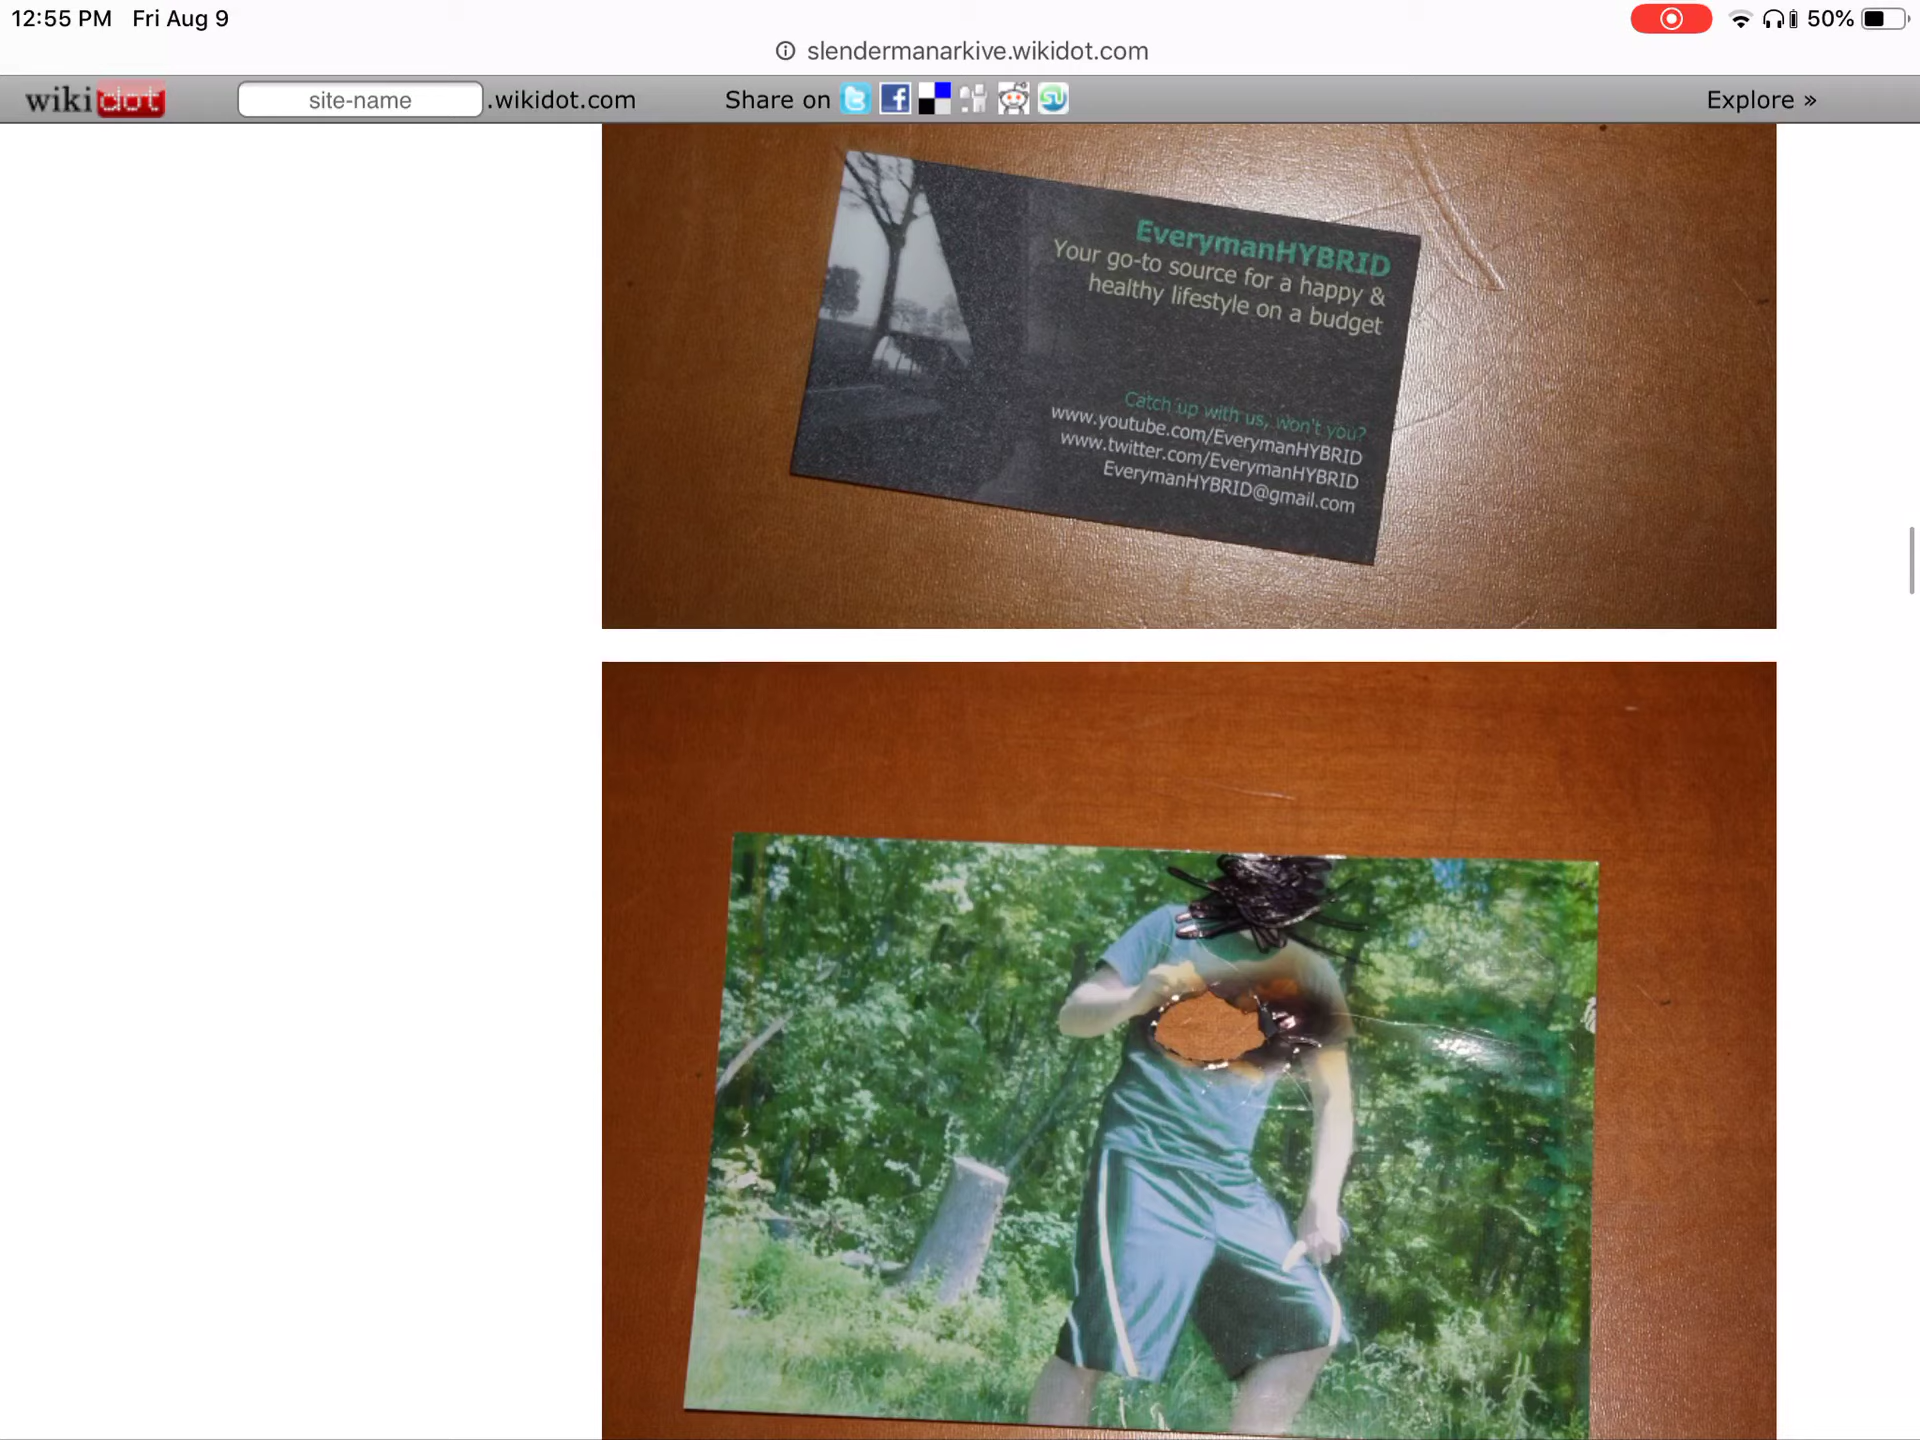 12:55 PM Fri Aug 9
50%
slendermanarkive.wikidot.com
wikidot
site-name
.wikidot.com
Share on
Explore »
EverymanHYBRID
Your go-to source for a happy &
healthy lifestyle on a budget
Catch up with us, won't you?
www.youtube.com/EverymanHYBRID
www.twitter.com/EverymanHYBRID
EverymanHYBRID@gmail.com